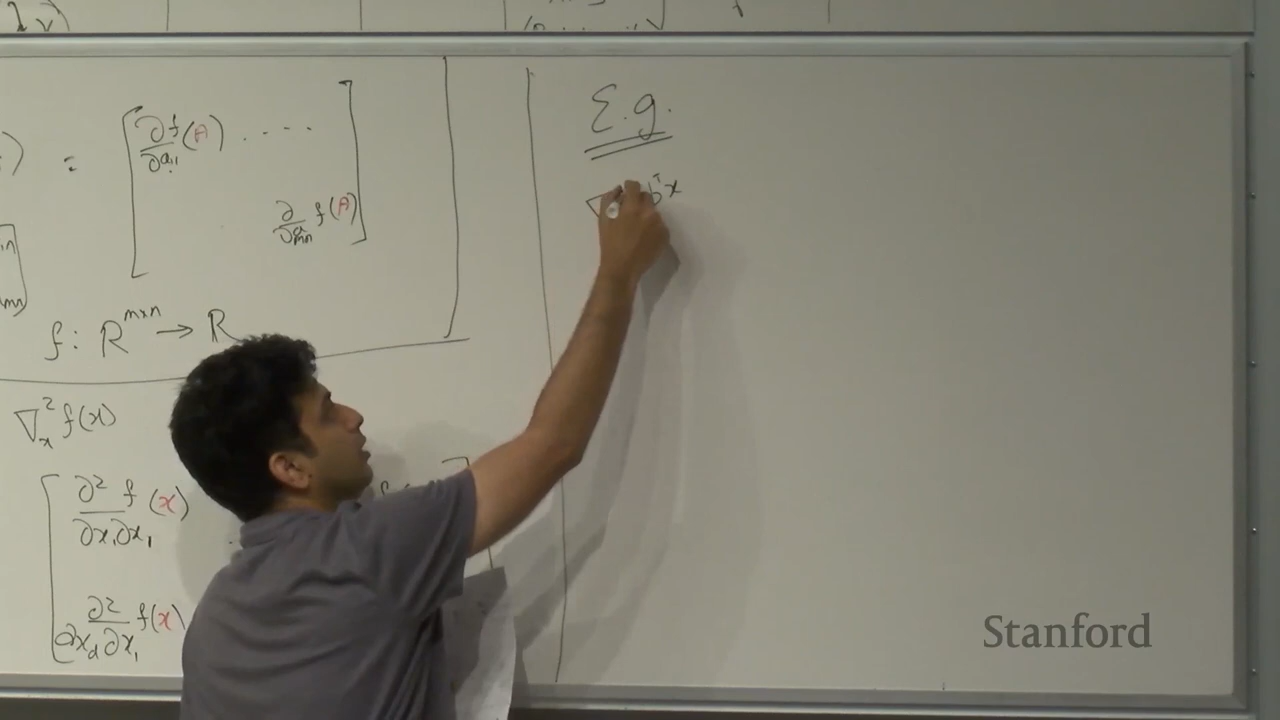 ) = [ ∂f/∂a₁₁ (A) . . . .
∂/∂aₘₙ f(A) ]
f : R^{m×n} → R
∇ₓ² f(x)
∂² f/∂x₁∂x₁ (x)
∂²/∂x_d ∂x₁ f(x)
E.g.
∇ bᵀx
Stanford